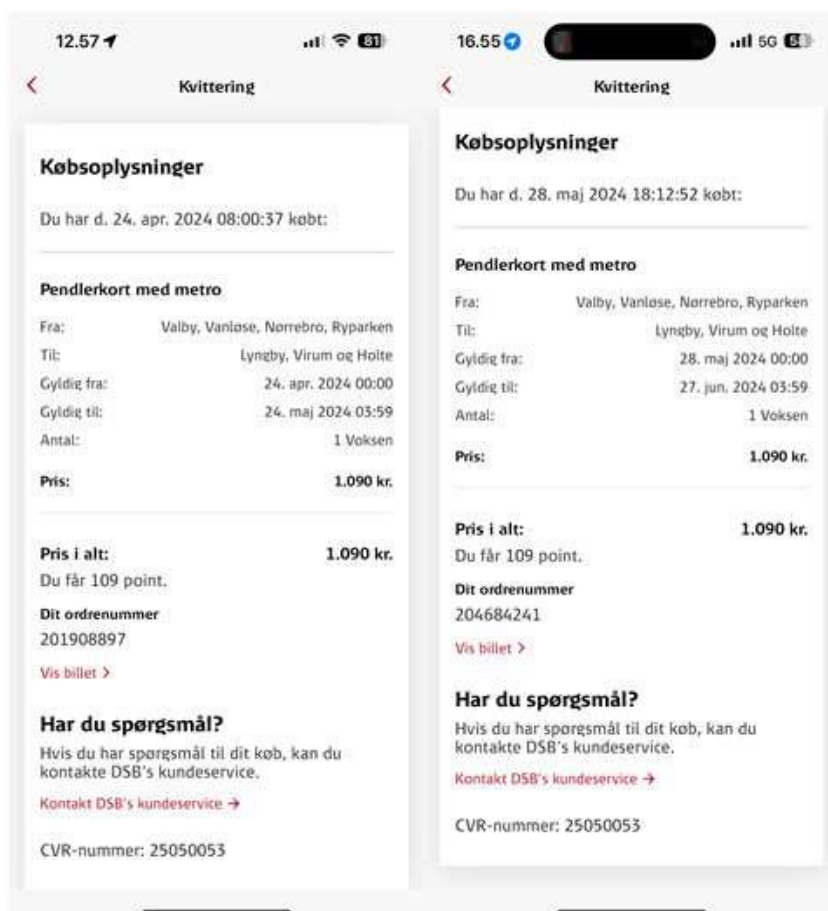 12.57
81
Kvittering
Købsoplysninger
Du har d. 24. apr. 2024 08:00:37 købt:
Pendlerkort med metro
Fra: Valby, Vanløse, Nørrebro, Ryparken
Til: Lyngby, Virum og Holte
Gyldig fra: 24. apr. 2024 00:00
Gyldig til: 24. maj 2024 03:59
Antal: 1 Voksen
Pris: 1.090 kr.
Pris i alt: 1.090 kr.
Du får 109 point.
Dit ordrenummer
201908897
Vis billet
Har du spørgsmål?
Hvis du har spørgsmål til dit køb, kan du
kontakte DSB's kundeservice.
Kontakt DSB's kundeservice →
CVR-nummer: 25050053
16.55
5G
Kvittering
Købsoplysninger
Du har d. 28. maj 2024 18:12:52 købt:
Pendlerkort med metro
Fra: Valby, Vanløse, Nørrebro, Ryparken
Til: Lyngby, Virum og Holte
Gyldig fra: 28. maj 2024 00:00
Gyldig til: 27. jun. 2024 03:59
Antal: 1 Voksen
Pris: 1.090 kr.
Pris i alt: 1.090 kr.
Du får 109 point.
Dit ordrenummer
204684241
Vis billet
Har du spørgsmål?
Hvis du har spørgsmål til dit køb, kan du
kontakte DSB's kundeservice.
Kontakt DSB's kundeservice →
CVR-nummer: 25050053